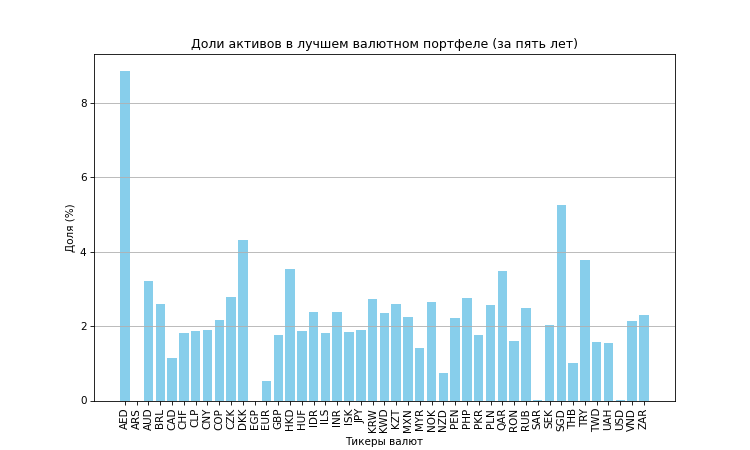 Доли активов в лучшем валютном портфеле (за пять лет)
Доля (%)
8
6
4
2
0
AED ARS AUD BRL CAD CHF CLP CNY COP CZK DKK EGP EUR GBP HKD HUF IDR ILS INR ISK JPY KRW KWD KZT MXN MYR NOK NZD PEN PHP PKR PLN QAR RON RUB SAR SEK SGD THB TRY TWD UAH USD VND ZAR
Тикеры валют